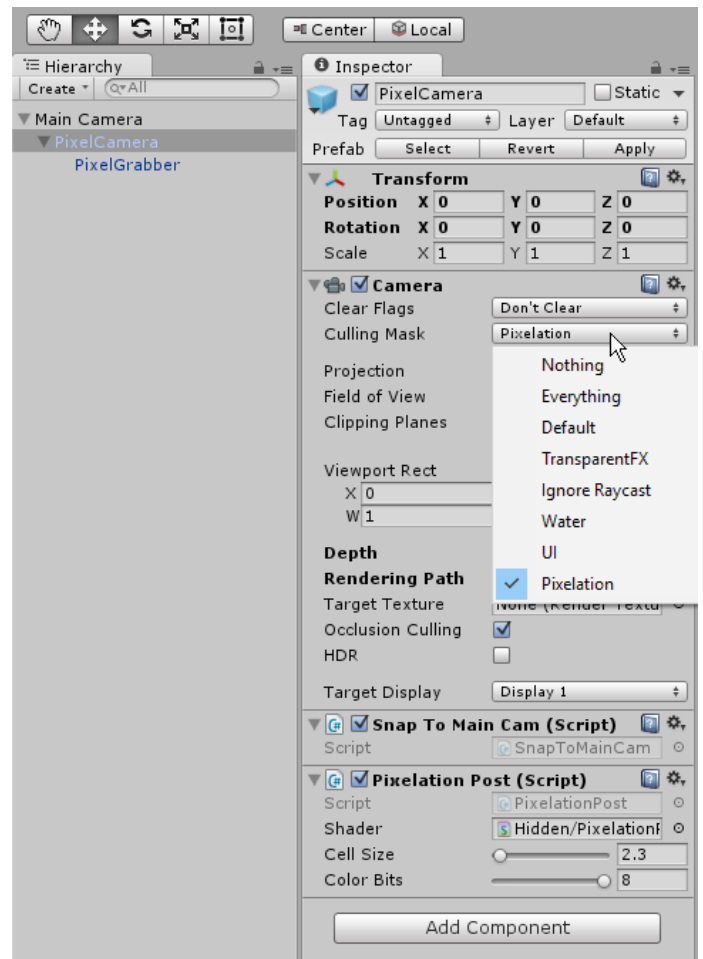 Center Local
Hierarchy
Create All
Main Camera
PixelCamera
PixelGrabber
Inspector
PixelCamera Static
Tag Untagged Layer Default
Prefab Select Revert Apply
Transform
Position X 0 Y 0 Z 0
Rotation X 0 Y 0 Z 0
Scale X 1 Y 1 Z 1
Camera
Clear Flags Don't Clear
Culling Mask Pixelation
Nothing
Everything
Default
TransparentFX
Ignore Raycast
Water
UI
Pixelation
Projection
Field of View
Clipping Planes
Viewport Rect
X 0
W 1
Depth
Rendering Path
Target Texture None (Render Textu
Occlusion Culling
HDR
Target Display Display 1
Snap To Main Cam (Script)
Script SnapToMainCam
Pixelation Post (Script)
Script PixelationPost
Shader Hidden/Pixelation
Cell Size 2.3
Color Bits 8
Add Component